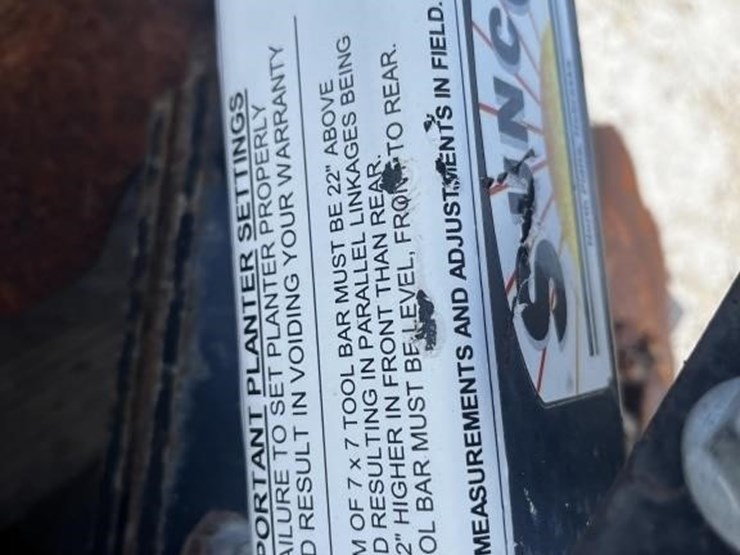 PORTANT PLANTER SETTINGS
AILURE TO SET PLANTER PROPERLY
D RESULT IN VOIDING YOUR WARRANTY
M OF 7 X 7 TOOL BAR MUST BE 22" ABOVE
D RESULTING IN PARALLEL LINKAGES BEING
2" HIGHER IN FRONT THAN REAR.
OL BAR MUST BE LEVEL, FRONT TO REAR.
MEASUREMENTS AND ADJUSTMENTS IN FIELD.
SUNCO